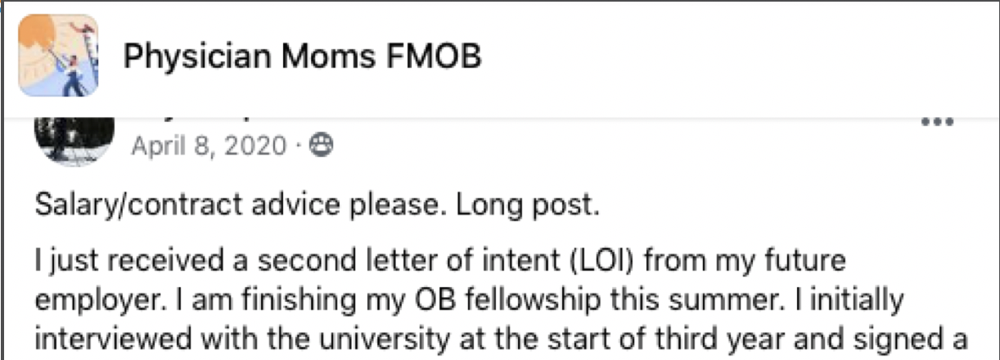 Physician Moms FMOB
April 8, 2020 ·
Salary/contract advice please. Long post.
I just received a second letter of intent (LOI) from my future
employer. I am finishing my OB fellowship this summer. I initially
interviewed with the university at the start of third year and signed a